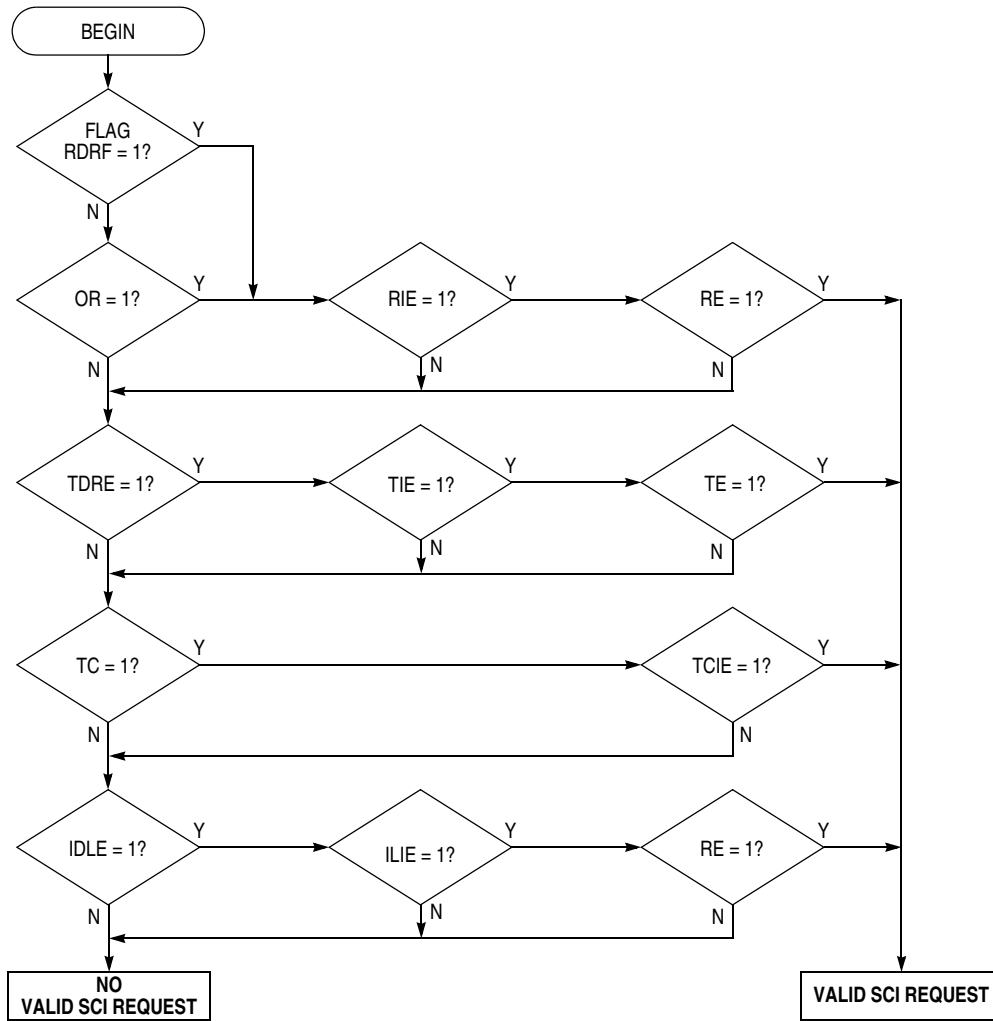 BEGIN
FLAG
RDRF = 1?
Y
N
OR = 1?
Y
RIE = 1?
Y
RE = 1?
Y
N
N
N
TDRE = 1?
Y
TIE = 1?
Y
TE = 1?
Y
N
N
N
TC = 1?
Y
TCIE = 1?
Y
N
N
IDLE = 1?
Y
ILIE = 1?
Y
RE = 1?
Y
N
N
N
NO
VALID SCI REQUEST
VALID SCI REQUEST